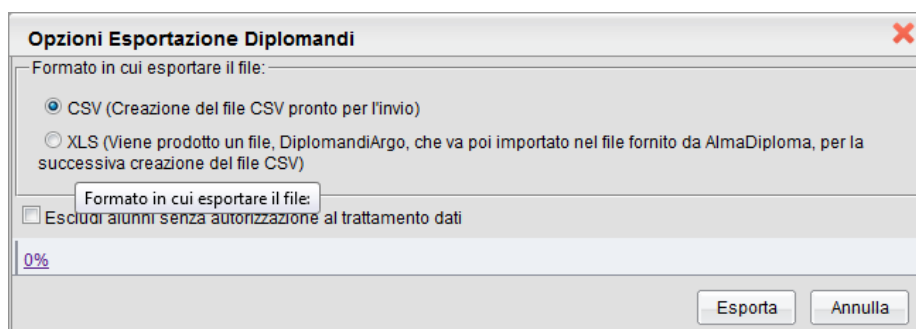 Opzioni Esportazione Diplomandi
Formato in cui esportare il file:
CSV (Creazione del file CSV pronto per l'invio)
XLS (Viene prodotto un file, DiplomandiArgo, che va poi importato nel file fornito da AlmaDiploma, per la
successiva creazione del file CSV)
Formato in cui esportare il file:
Escludi alunni senza autorizzazione al trattamento dati
0%
Esporta Annulla